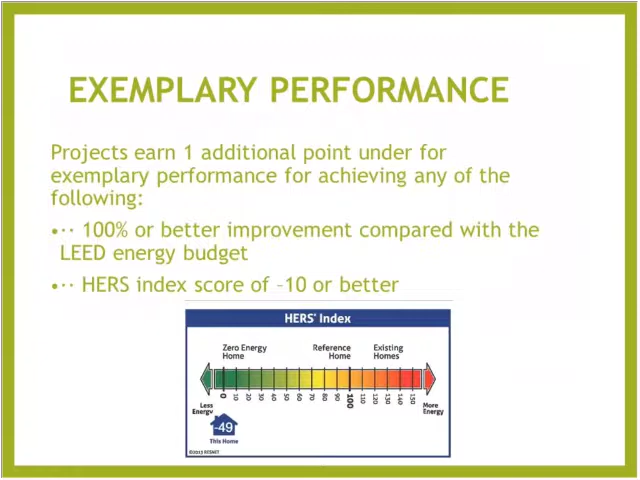 EXEMPLARY PERFORMANCE
Projects earn 1 additional point under for
exemplary performance for achieving any of the
following:
•·· 100% or better improvement compared with the
LEED energy budget
•·· HERS index score of –10 or better
HERS® Index
Zero Energy
Home
Reference
Home
Existing
Homes
0 10 20 30 40 50 60 70 80 90 100 110 120 130 140 150
Less
Energy
More
Energy
-49
This Home
©2013 RESNET